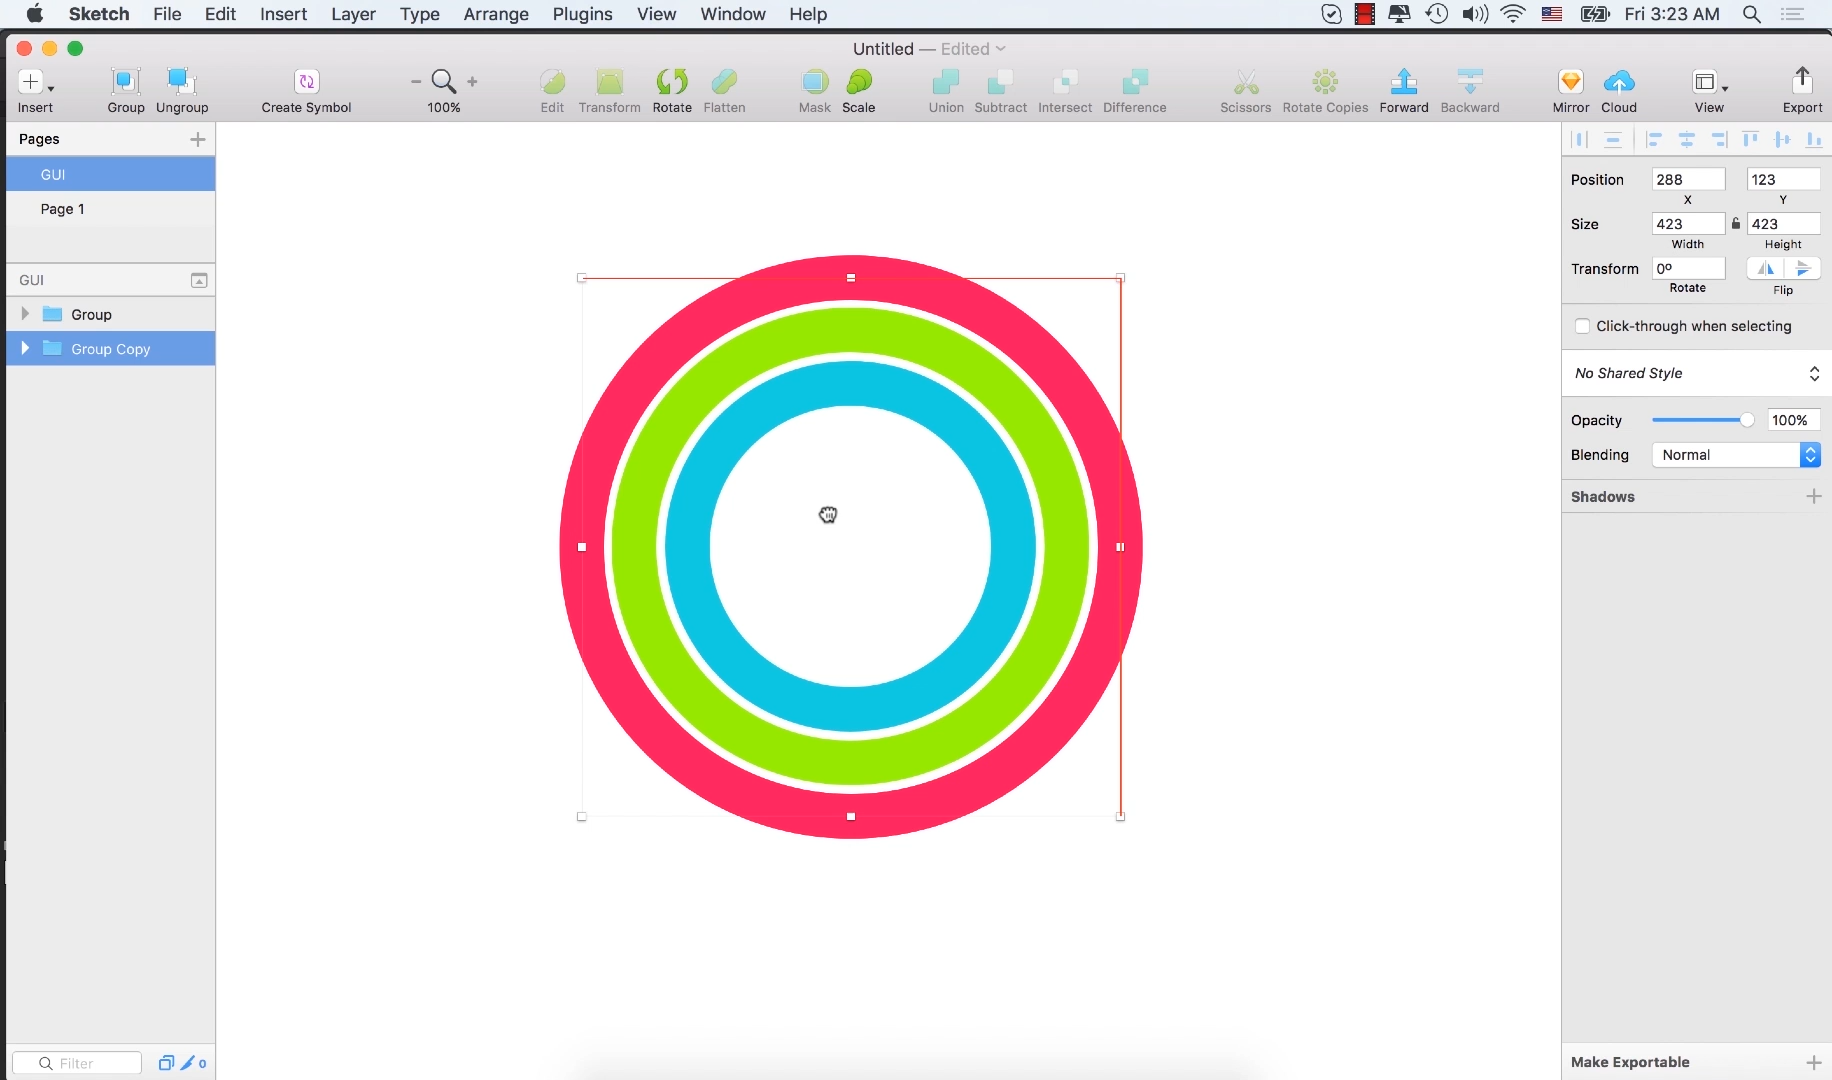 Sketch File Edit Insert Layer Type Arrange Plugins View Window Help Fri 3:23 AM
Untitled — Edited
Insert Group Ungroup Create Symbol 100% Edit Transform Rotate Flatten Mask Scale Union Subtract Intersect Difference Scissors Rotate Copies Forward Backward Mirror Cloud View Export
Pages
GUI
Page 1
GUI
Group
Group Copy
Filter 0
Position 288 123
X Y
Size 423 423
Width Height
Transform 0º
Rotate Flip
Click-through when selecting
No Shared Style
Opacity 100%
Blending Normal
Shadows
Make Exportable